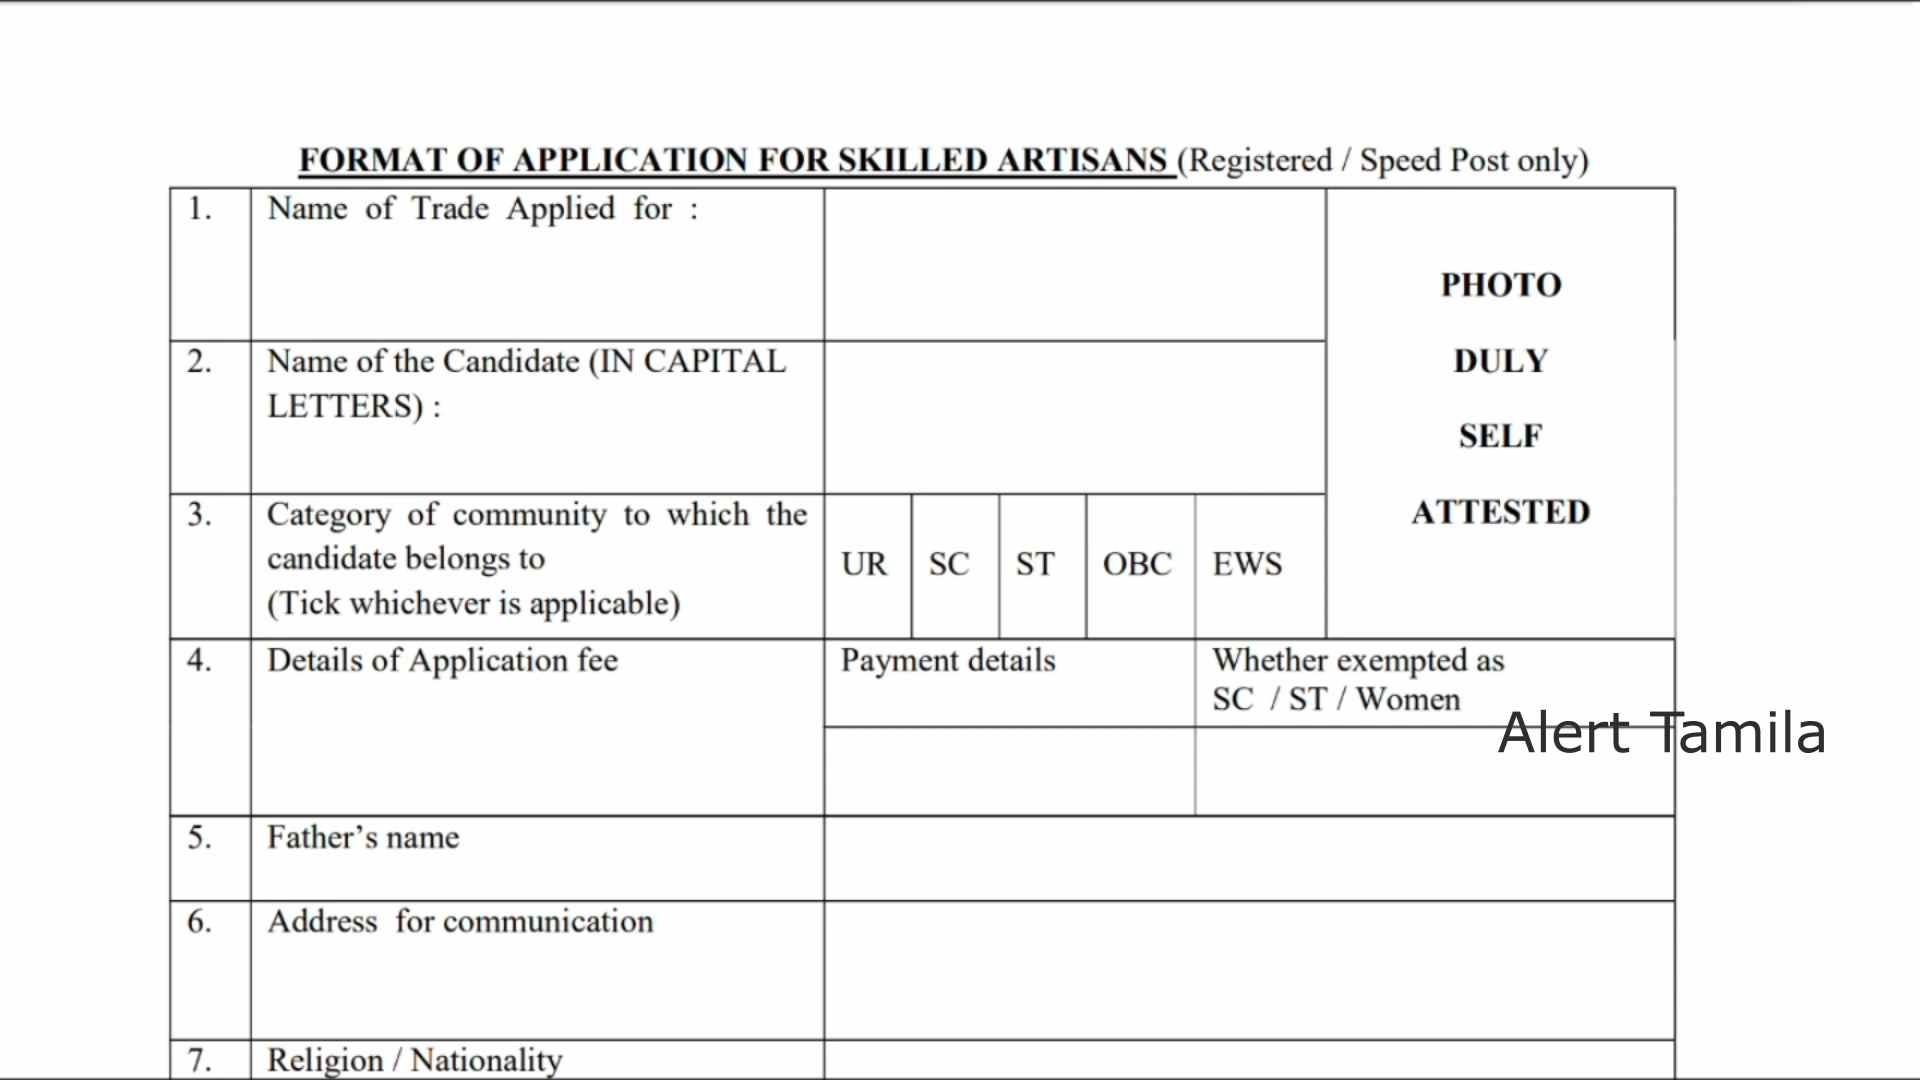 FORMAT OF APPLICATION FOR SKILLED ARTISANS (Registered / Speed Post only)
1. Name of Trade Applied for :
PHOTO
DULY
SELF
ATTESTED
2. Name of the Candidate (IN CAPITAL
LETTERS) :
3. Category of community to which the
candidate belongs to
(Tick whichever is applicable)
UR SC ST OBC EWS
4. Details of Application fee
Payment details
Whether exempted as
SC / ST / Women
Alert Tamila
5. Father’s name
6. Address for communication
7. Religion / Nationality